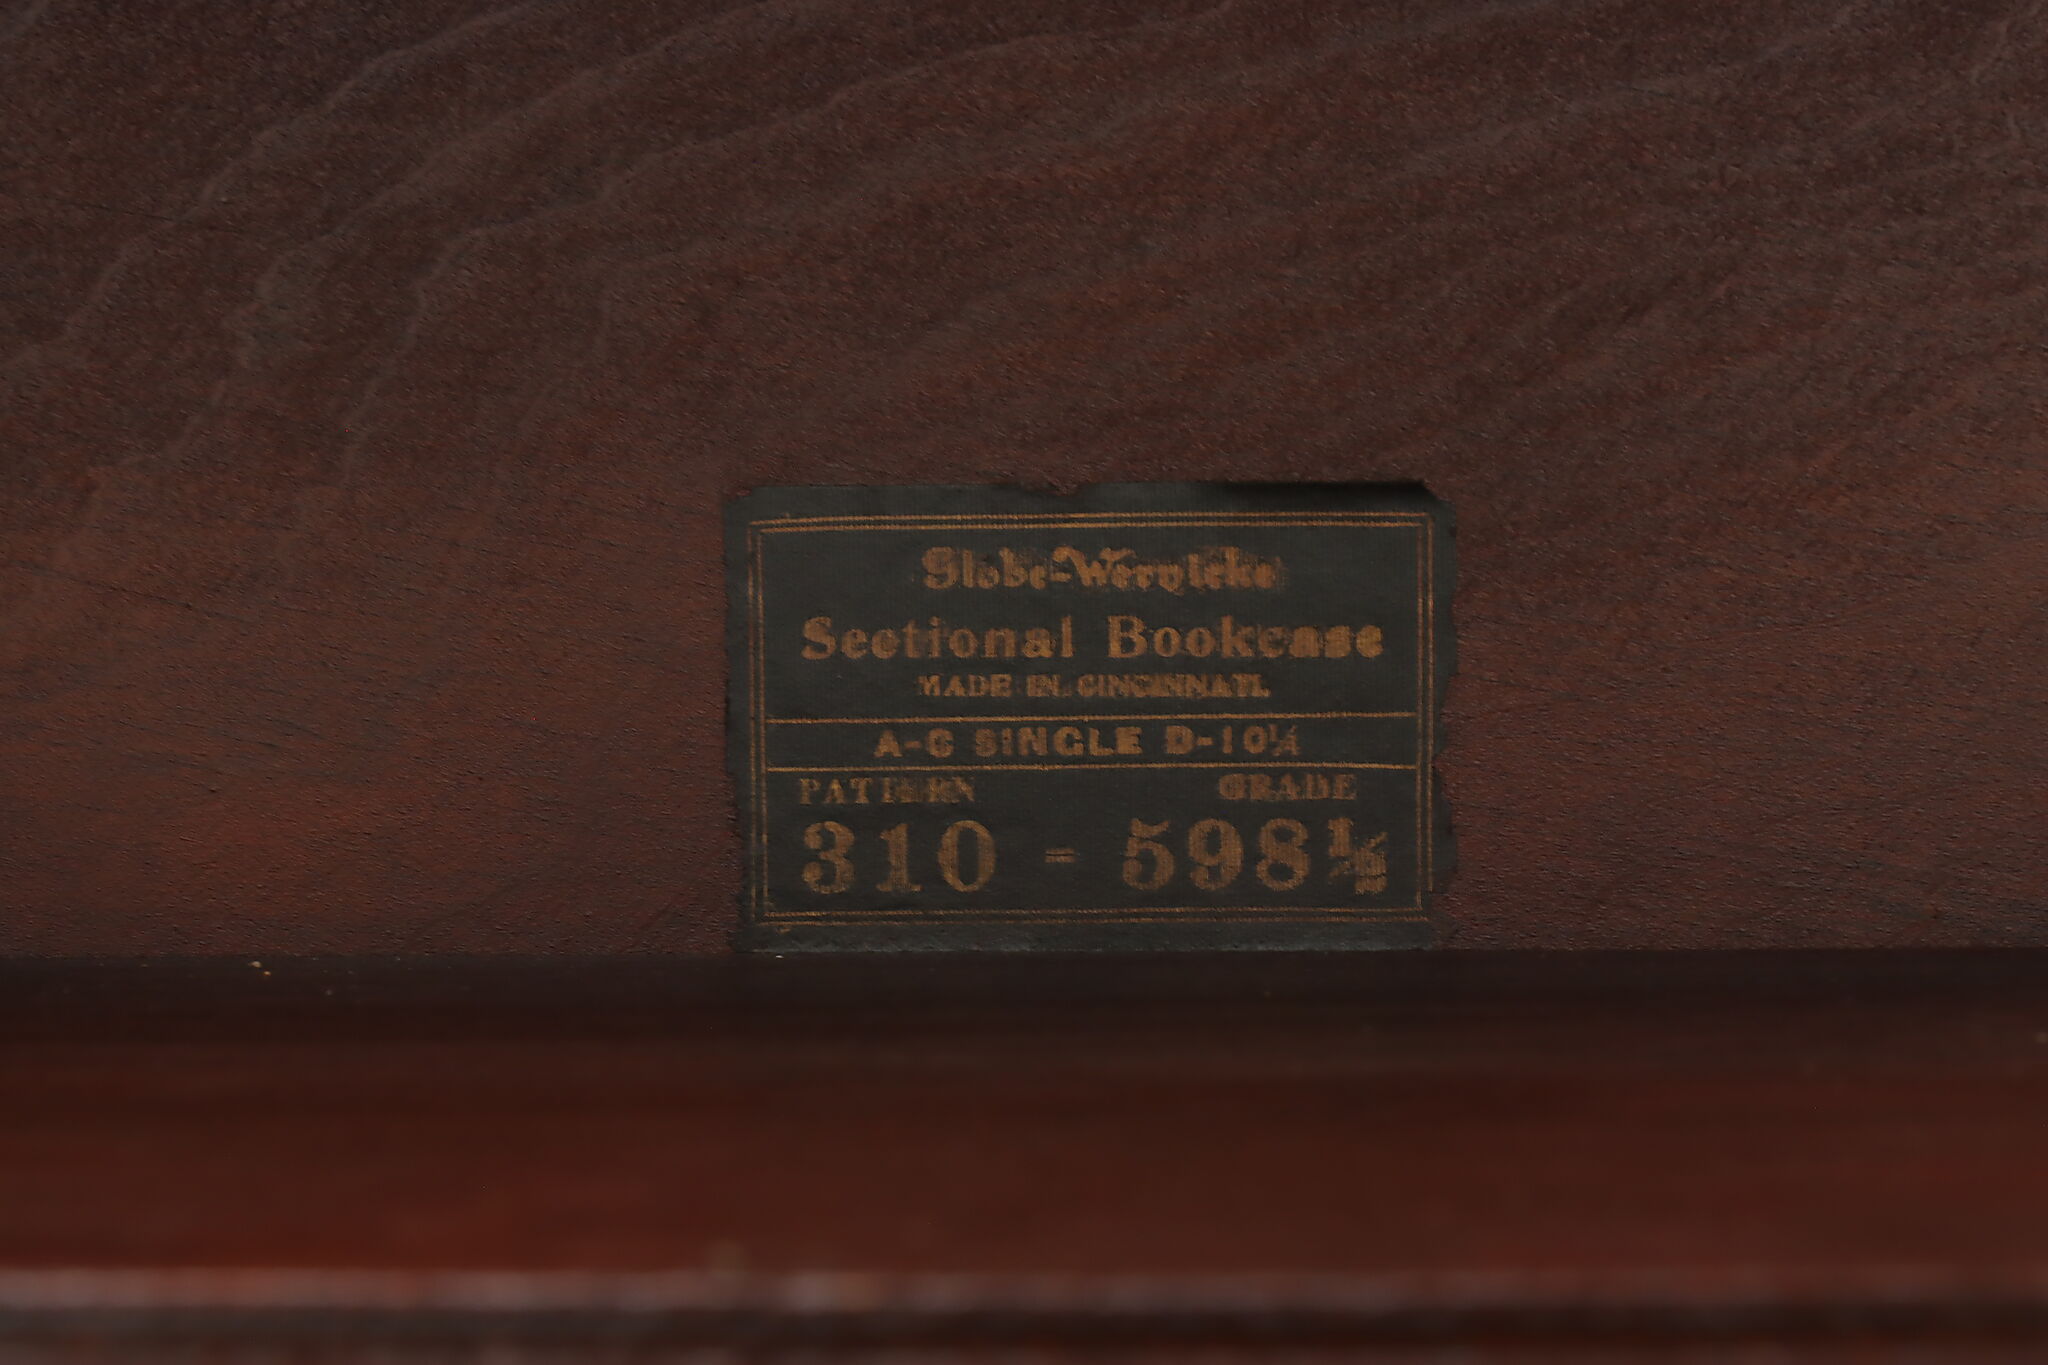 Globe-Wernicke
Sectional Bookcase
MADE IN CINCINNATI.
A-C SINGLE D-10¼
PATTERN GRADE
310 - 598½